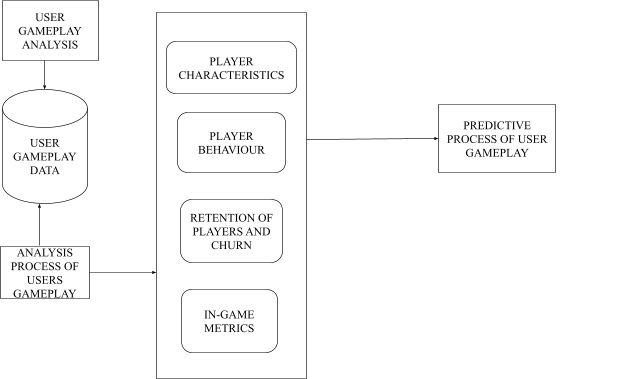 USER
GAMEPLAY
ANALYSIS
USER
GAMEPLAY
DATA
ANALYSIS
PROCESS OF
USERS
GAMEPLAY
PLAYER
CHARACTERISTICS
PLAYER
BEHAVIOUR
RETENTION OF
PLAYERS AND
CHURN
IN-GAME
METRICS
PREDICTIVE
PROCESS OF USER
GAMEPLAY